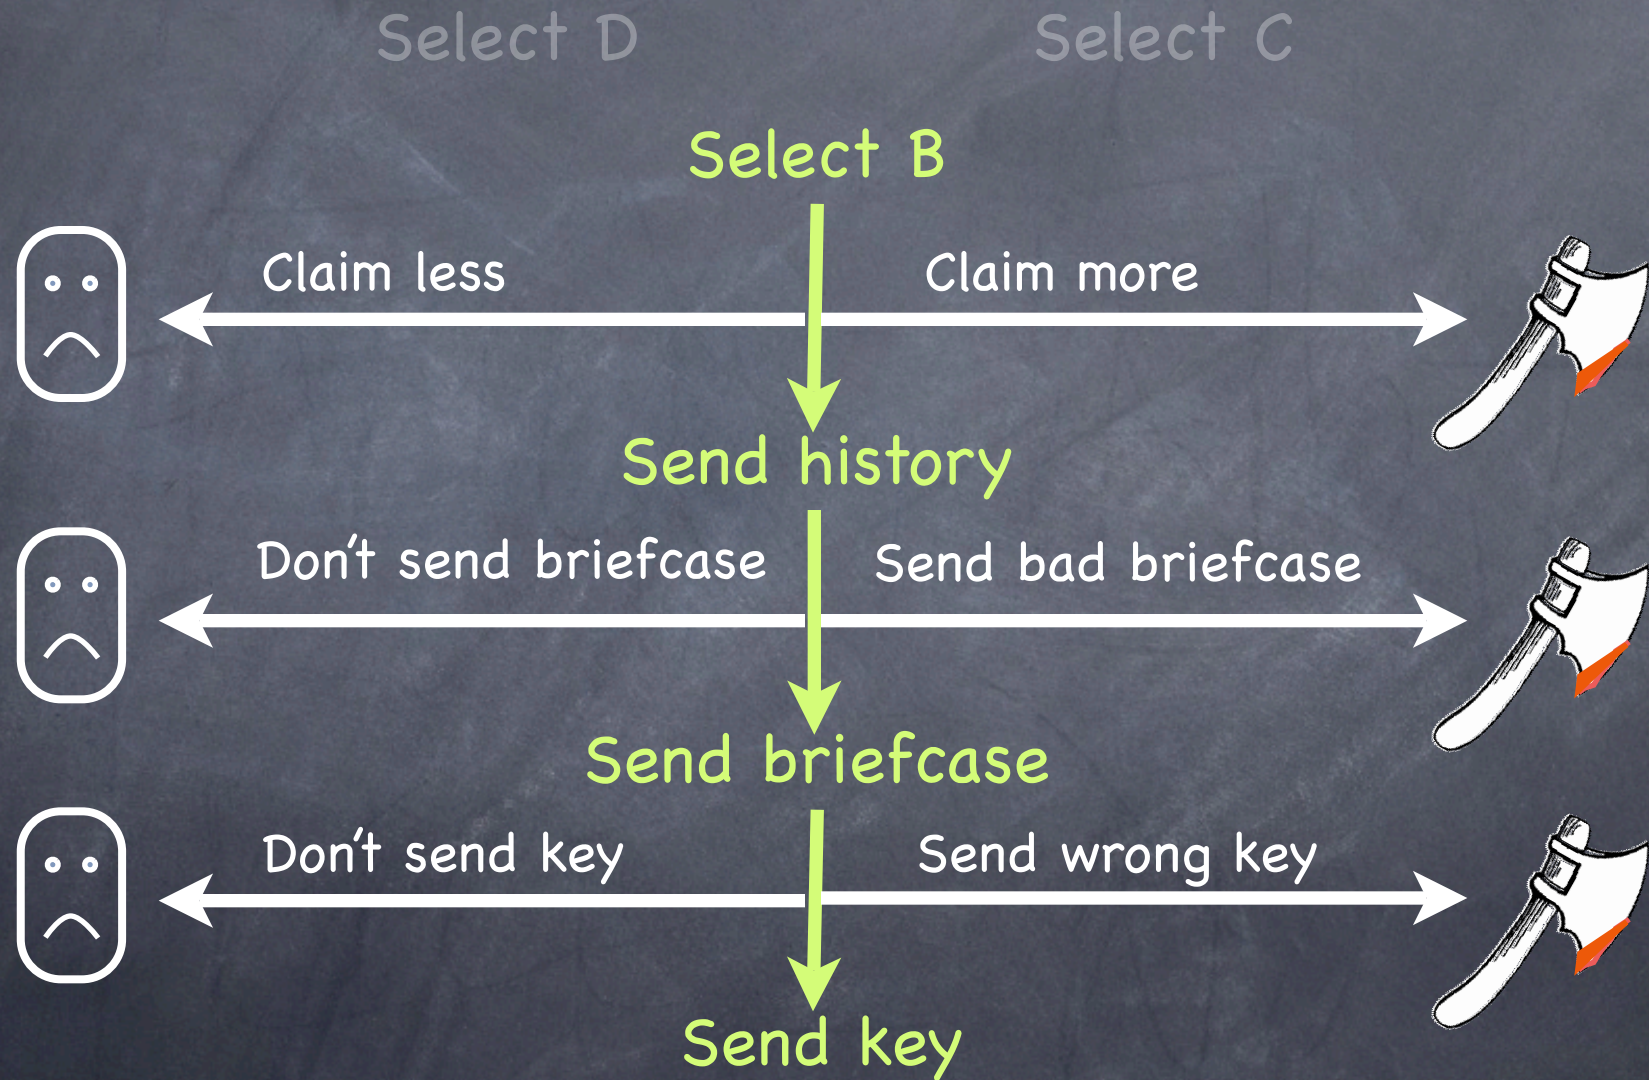 Select D
Select C
Select B
Claim less
Claim more
Send history
Don't send briefcase
Send bad briefcase
Send briefcase
Don't send key
Send wrong key
Send key